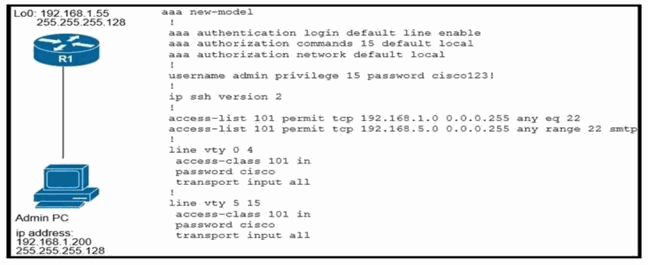 Lo0: 192.168.1.55
255.255.255.128
R1
Admin PC
ip address:
192.168.1.200
255.255.255.128
aaa new-model
!
aaa authentication login default line enable
aaa authorization commands 15 default local
aaa authorization network default local
!
username admin privilege 15 password cisco123!
!
ip ssh version 2
!
access-list 101 permit tcp 192.168.1.0 0.0.0.255 any eq 22
access-list 101 permit tcp 192.168.5.0 0.0.0.255 any range 22 smtp
!
line vty 0 4
access-class 101 in
password cisco
transport input all
!
line vty 5 15
access-class 101 in
password cisco
transport input all